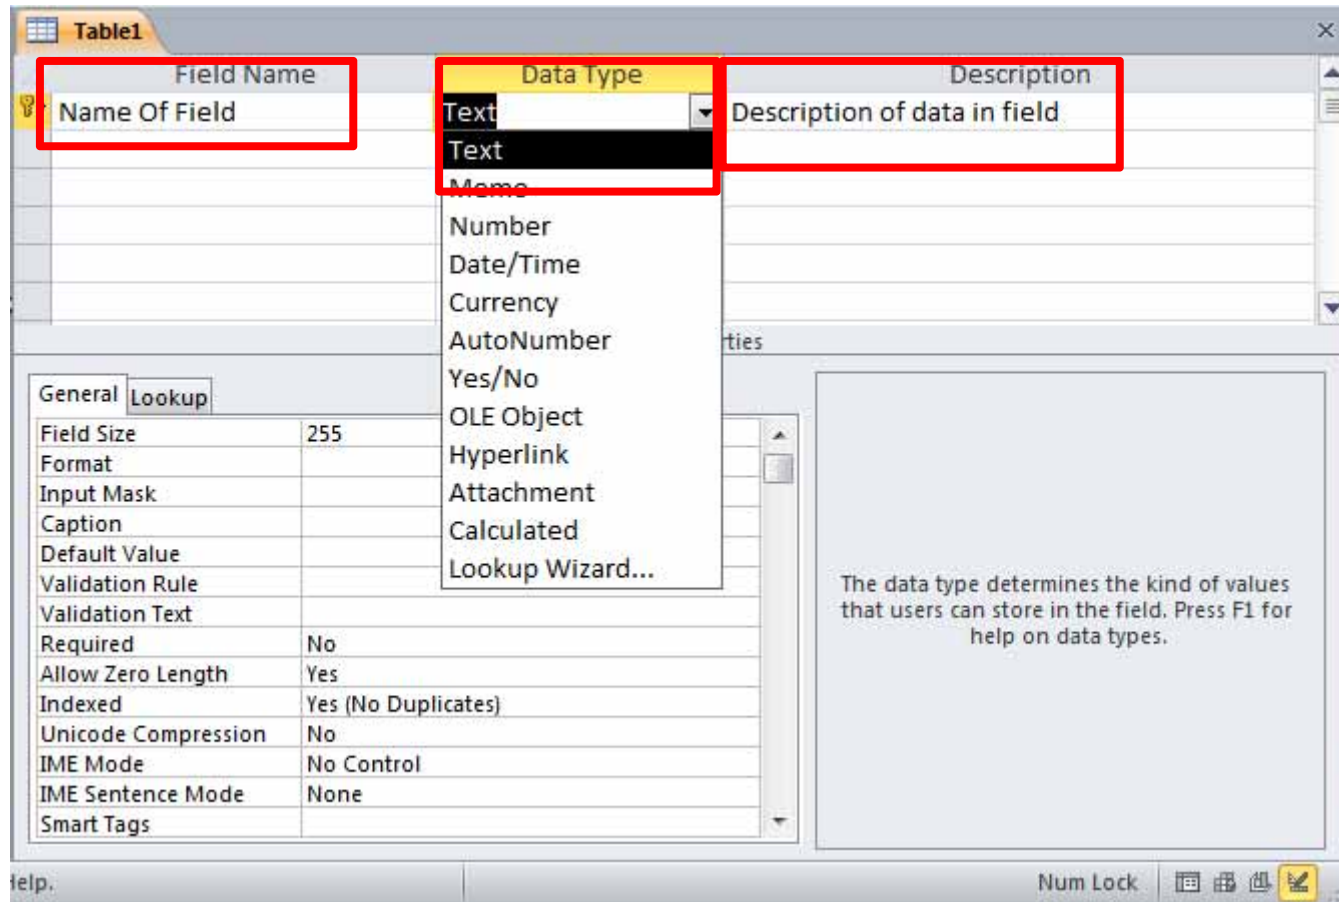 Table1
Field Name Data Type Description
Name Of Field Text Description of data in field
Text
Memo
Number
Date/Time
Currency
AutoNumber
rties
Yes/No
OLE Object
Hyperlink
Attachment
Calculated
Lookup Wizard...
General Lookup
Field Size 255
Format
Input Mask
Caption
Default Value
Validation Rule
Validation Text
Required No
Allow Zero Length Yes
Indexed Yes (No Duplicates)
Unicode Compression No
IME Mode No Control
IME Sentence Mode None
Smart Tags
The data type determines the kind of values
that users can store in the field. Press F1 for
help on data types.
Help. Num Lock